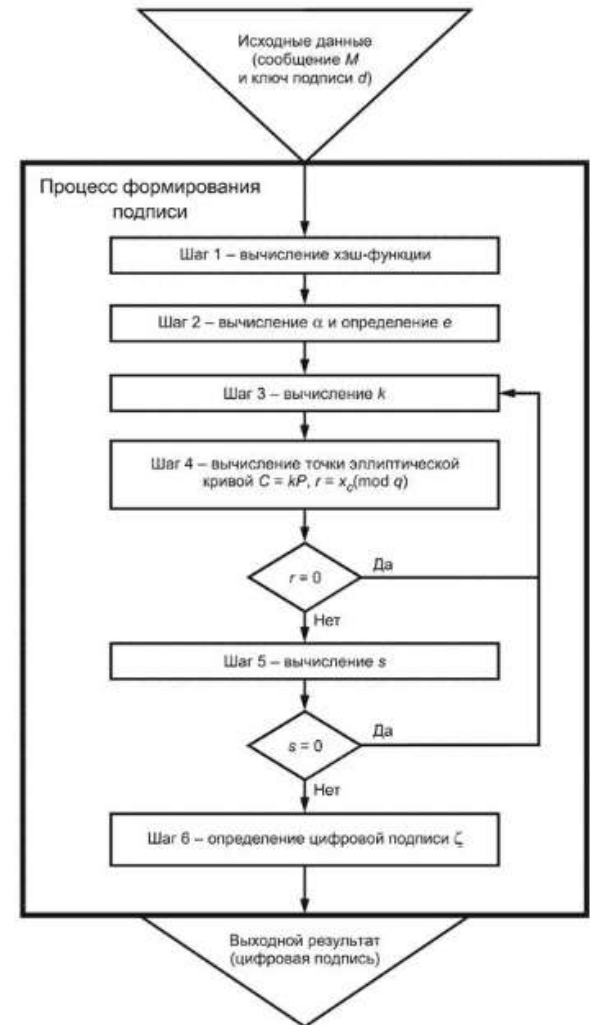 Исходные данные
(сообщение M
и ключ подписи d)
Процесс формирования
подписи
Шаг 1 – вычисление хэш-функции
Шаг 2 – вычисление α и определение e
Шаг 3 – вычисление k
Шаг 4 – вычисление точки эллиптической
кривой C = kP, r = x_c(mod q)
r = 0
Да
Нет
Шаг 5 – вычисление s
s = 0
Да
Нет
Шаг 6 – определение цифровой подписи ζ
Выходной результат
(цифровая подпись)